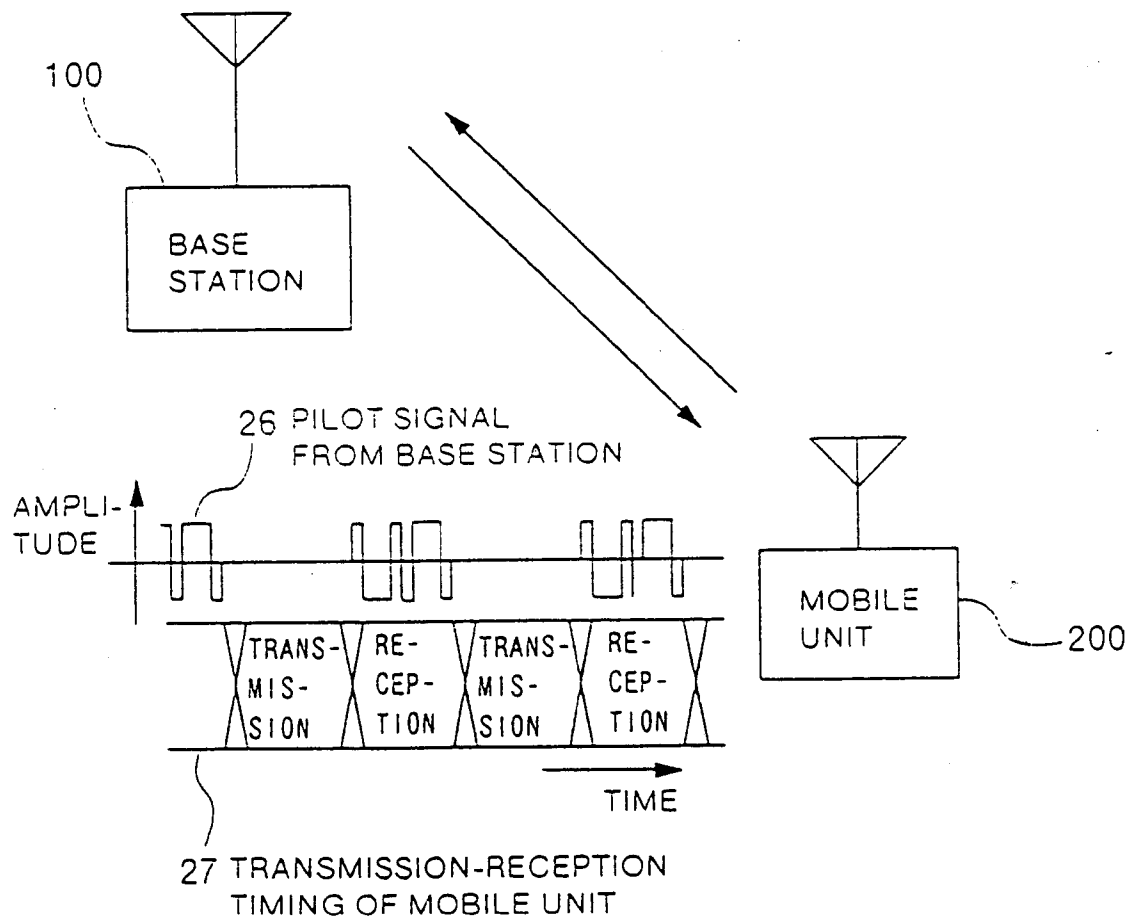 100
BASE
STATION
26 PILOT SIGNAL
FROM BASE STATION
AMPLI-
TUDE
MOBILE
UNIT
200
TRANS-
MIS-
SION
RE-
CEP-
TION
TRANS-
MIS-
SION
RE-
CEP-
TION
TIME
27 TRANSMISSION-RECEPTION
TIMING OF MOBILE UNIT